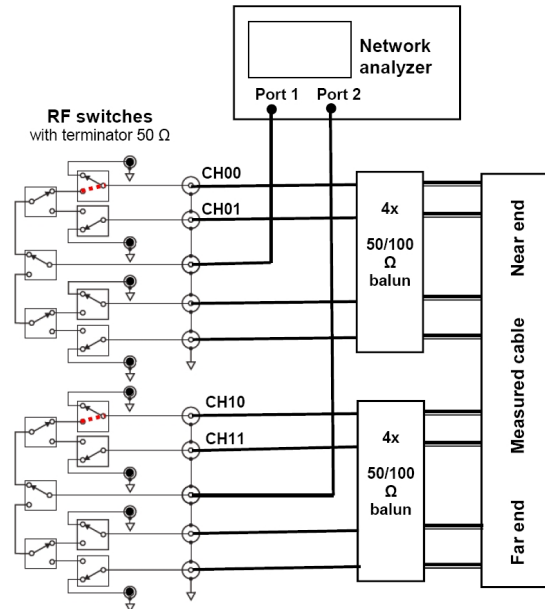 Network
analyzer
Port 1 Port 2
RF switches
with terminator 50 Ω
CH00
CH01
4x
50/100
Ω
balun
Near end
Measured cable
Far end
CH10
CH11
4x
50/100
Ω
balun